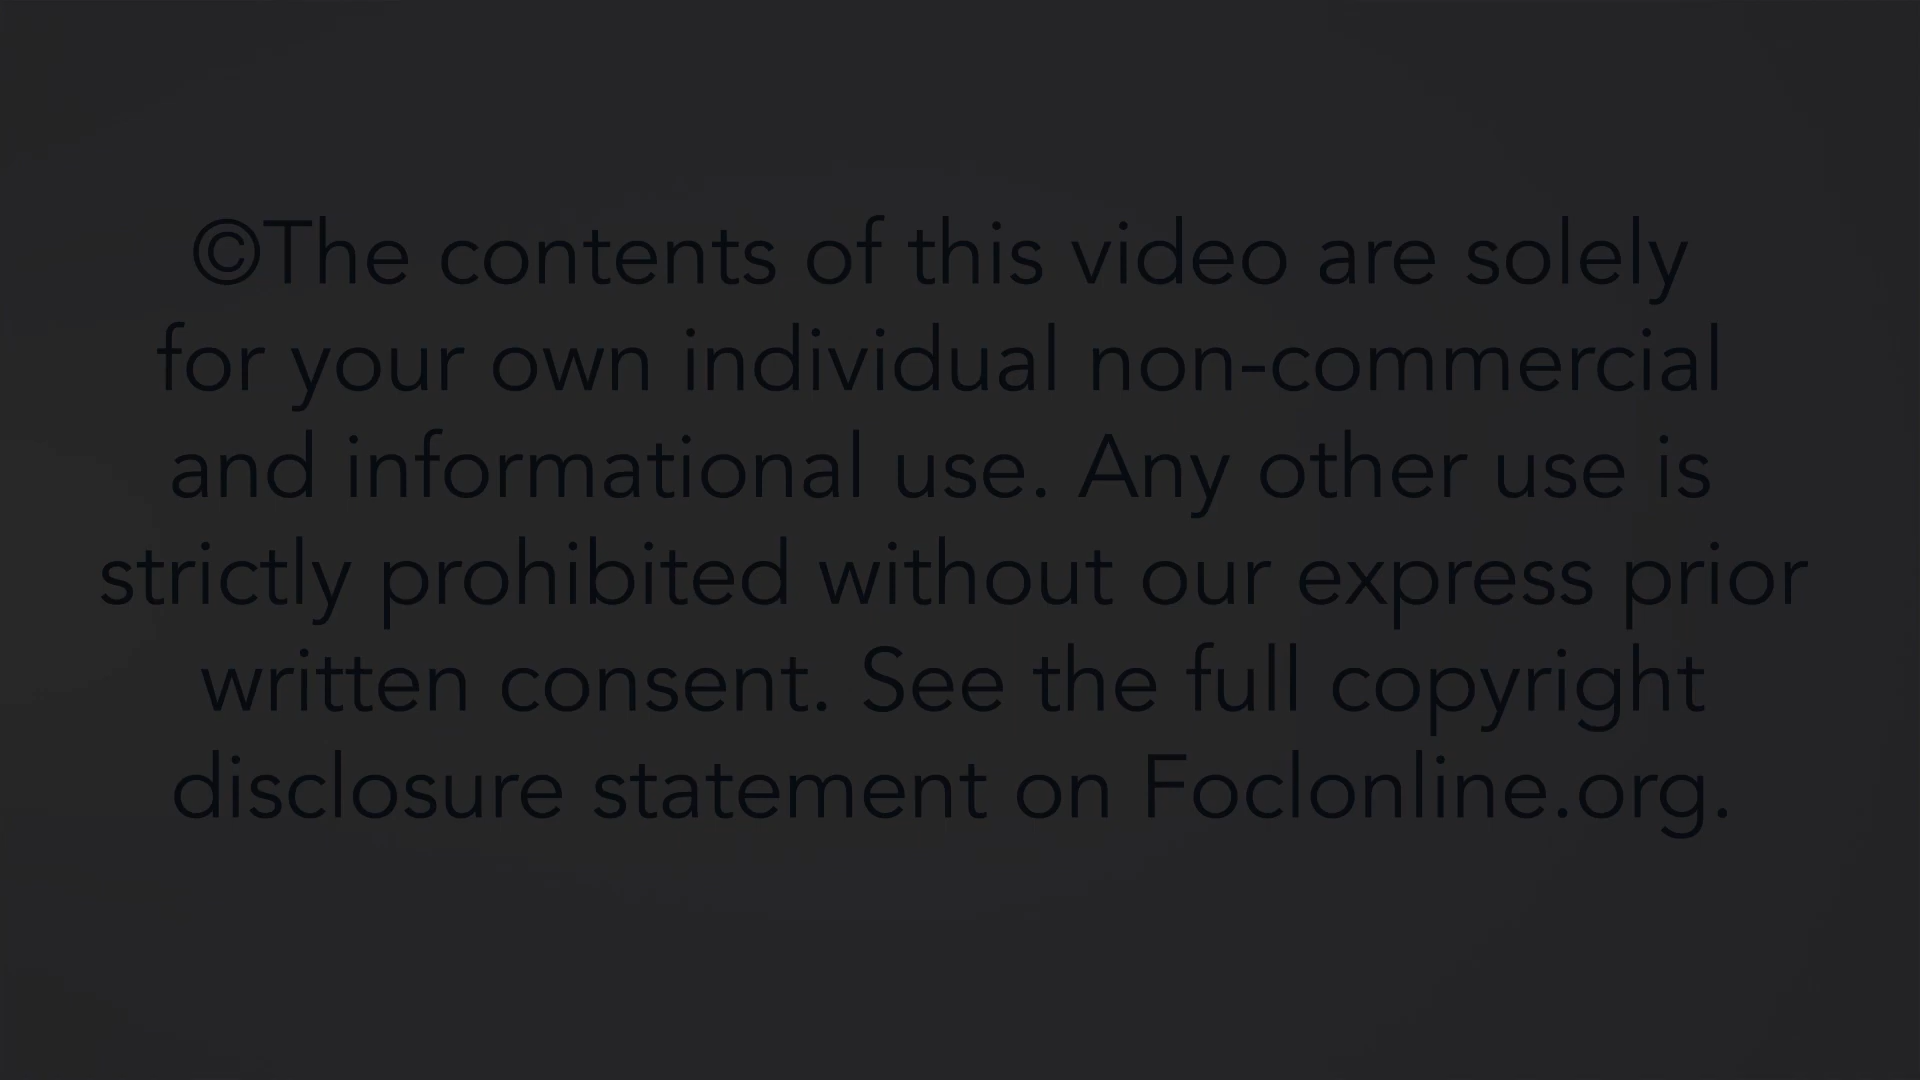 ©The contents of this video are solely
for your own individual non-commercial
and informational use. Any other use is
strictly prohibited without our express prior
written consent. See the full copyright
disclosure statement on Foclonline.org.